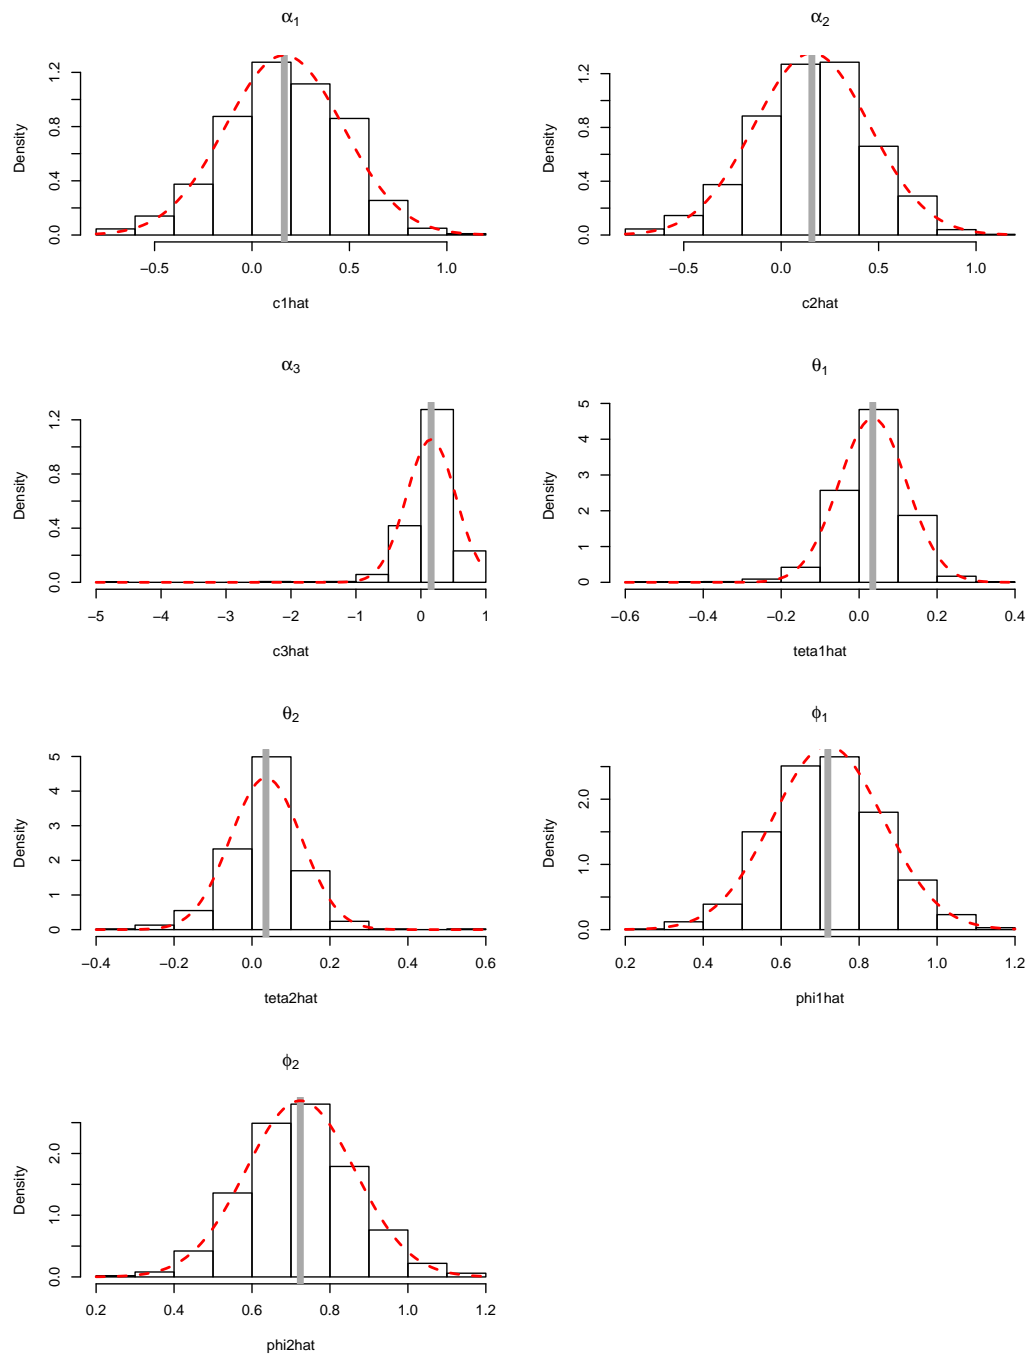 α1
Density
0.0 0.4 0.8 1.2
−0.5 0.0 0.5 1.0
c1hat
α2
Density
0.0 0.4 0.8 1.2
−0.5 0.0 0.5 1.0
c2hat
α3
Density
0.0 0.4 0.8 1.2
−5 −4 −3 −2 −1 0 1
c3hat
θ1
Density
0 1 2 3 4 5
−0.6 −0.4 −0.2 0.0 0.2 0.4
teta1hat
θ2
Density
0 1 2 3 4 5
−0.4 −0.2 0.0 0.2 0.4 0.6
teta2hat
ϕ1
Density
0.0 1.0 2.0
0.2 0.4 0.6 0.8 1.0 1.2
phi1hat
ϕ2
Density
0.0 1.0 2.0
0.2 0.4 0.6 0.8 1.0 1.2
phi2hat